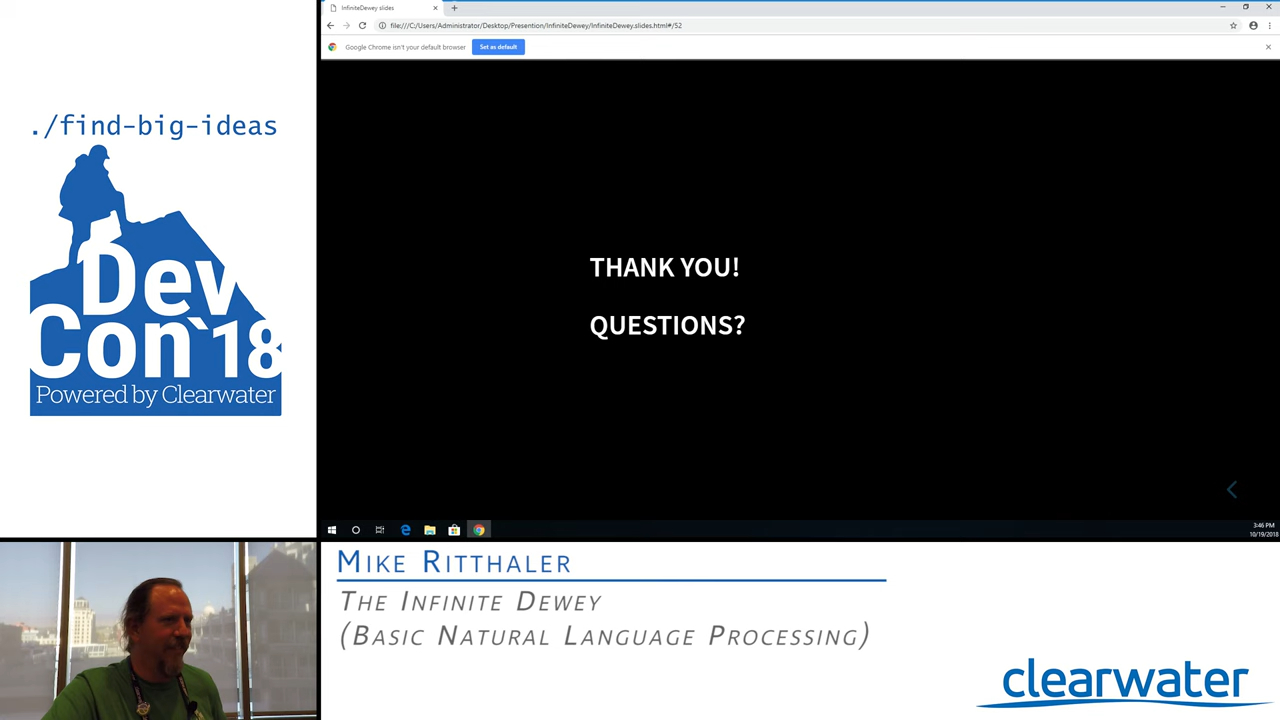 ./find-big-ideas
Dev
Con`18
Powered by Clearwater
InfiniteDewey slides
file:///C:/Users/Administrator/Desktop/Presention/InfiniteDewey/InfiniteDewey.slides.html#/52
Google Chrome isn't your default browser
Set as default
THANK YOU!
QUESTIONS?
3:46 PM
10/19/2018
MIKE RITTHALER
THE INFINITE DEWEY
(BASIC NATURAL LANGUAGE PROCESSING)
clearwater